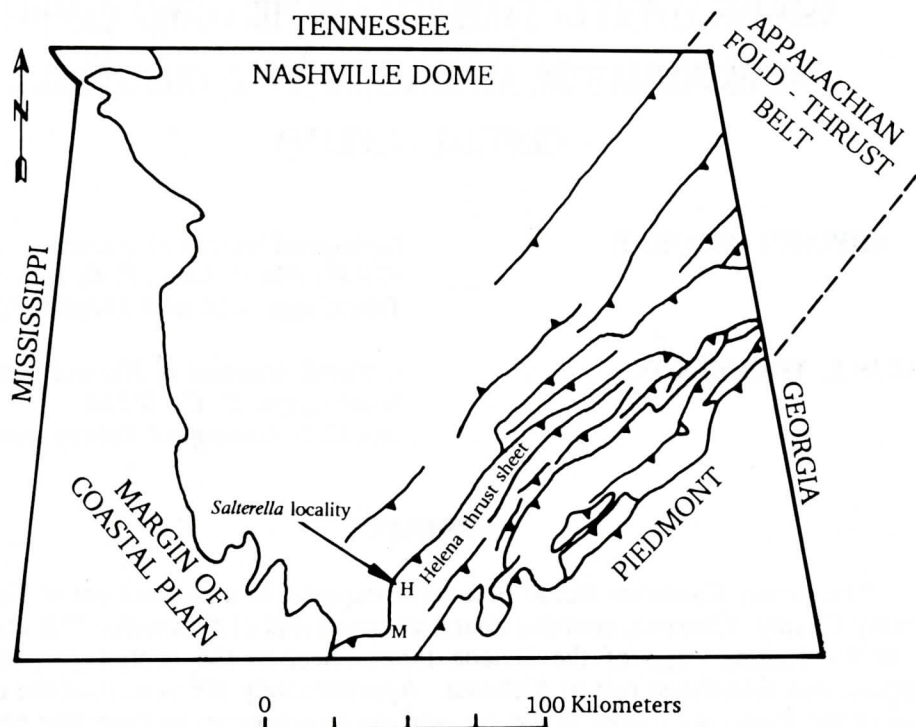 TENNESSEE
NASHVILLE DOME
APPALACHIAN
FOLD - THRUST
BELT
N
MISSISSIPPI
GEORGIA
Helena thrust sheet
Salterella locality
MARGIN OF
COASTAL PLAIN
PIEDMONT
H
M
0 100 Kilometers